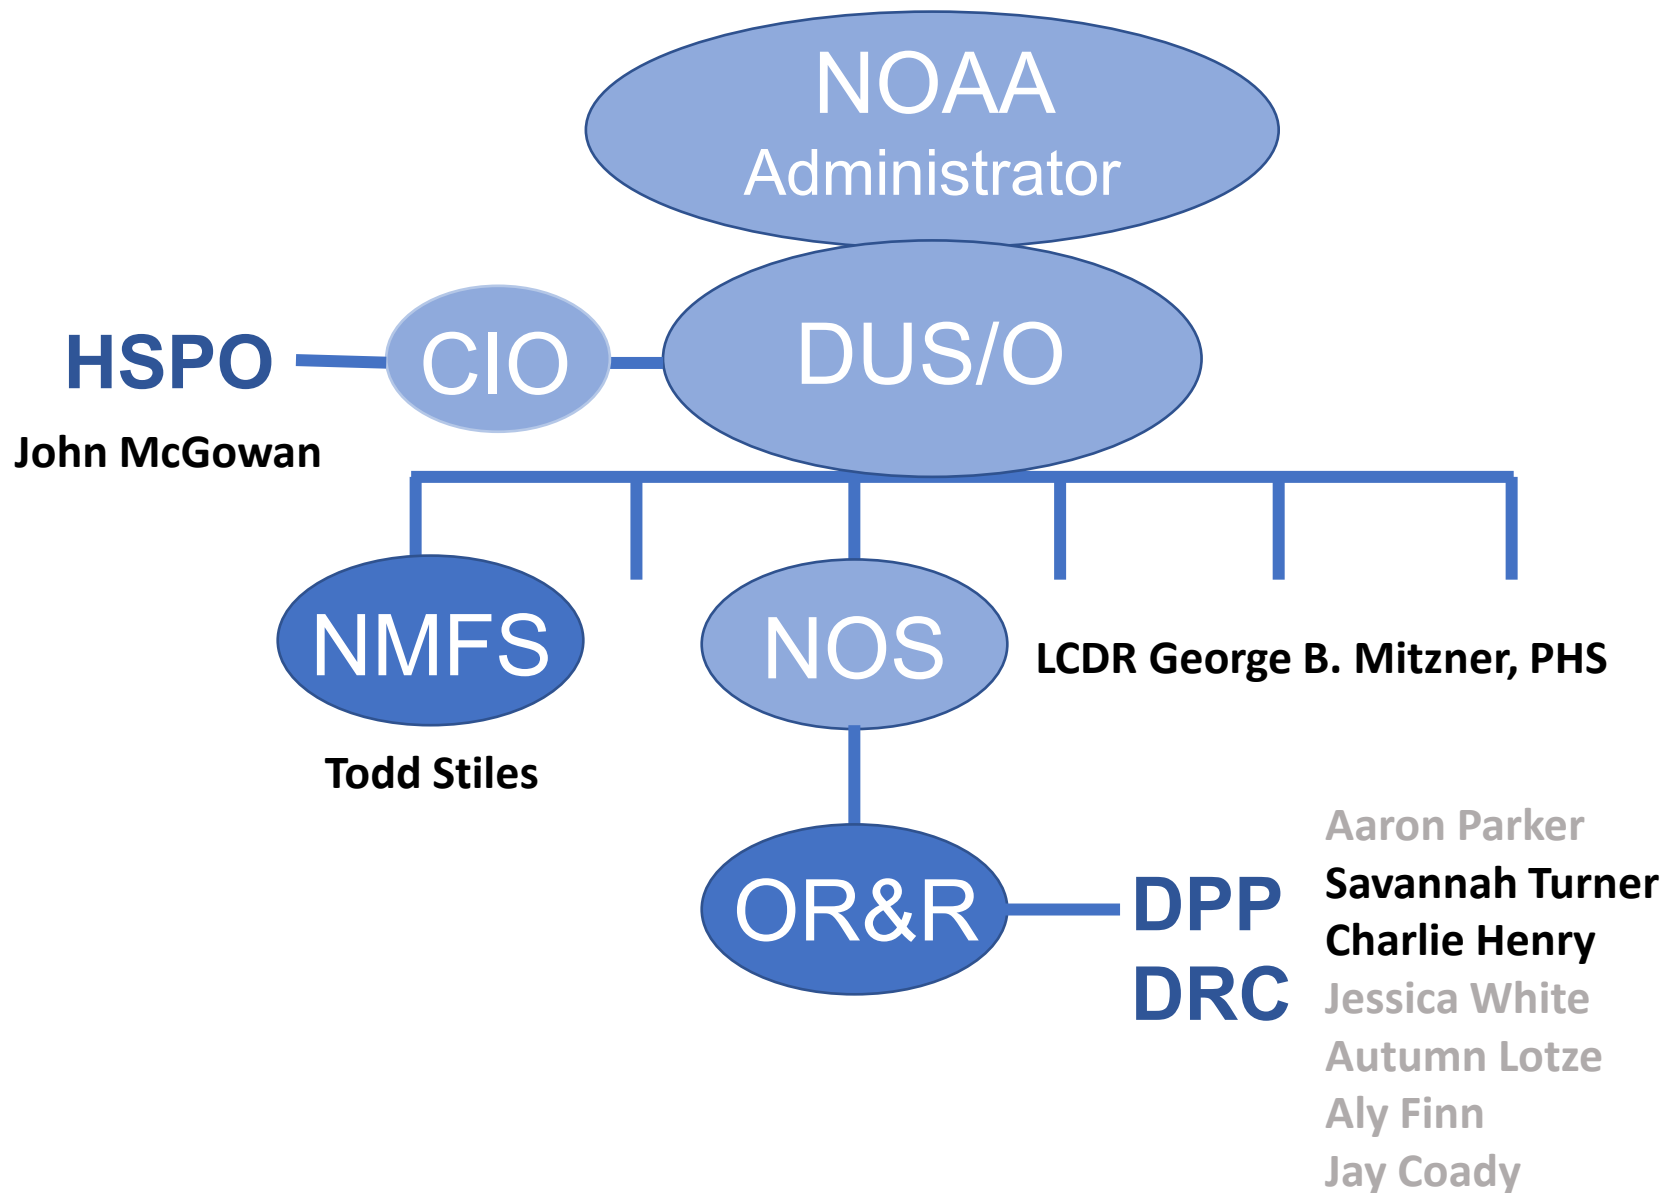 NOAA
Administrator
HSPO
CIO
DUS/O
John McGowan
NMFS
NOS
LCDR George B. Mitzner, PHS
Todd Stiles
OR&R
DPP
DRC
Aaron Parker
Savannah Turner
Charlie Henry
Jessica White
Autumn Lotze
Aly Finn
Jay Coady